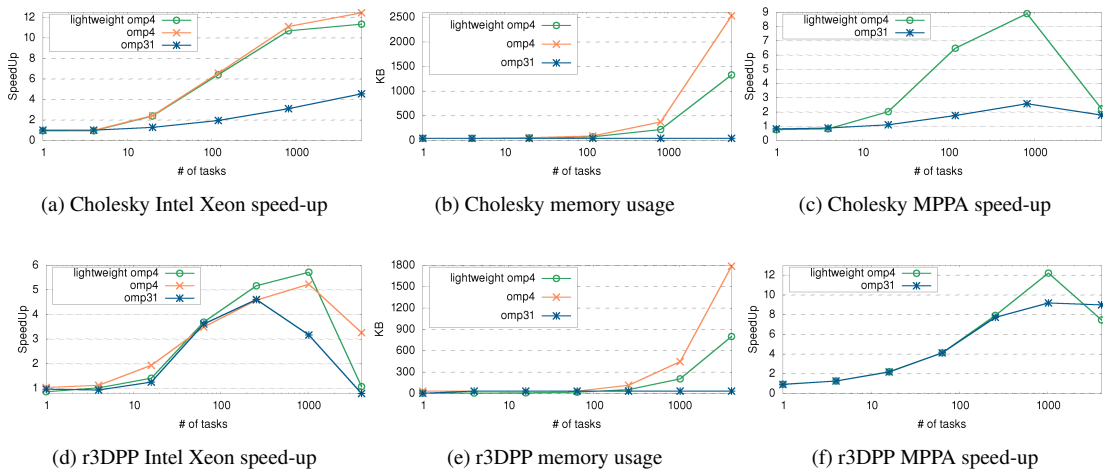 lightweight omp4
omp4
omp31
SpeedUp
12
10
8
6
4
2
0
1
10
100
1000
# of tasks
(a) Cholesky Intel Xeon speed-up
lightweight omp4
omp4
omp31
KB
2500
2000
1500
1000
500
0
1
10
100
1000
# of tasks
(b) Cholesky memory usage
lightweight omp4
omp31
SpeedUp
9
8
7
6
5
4
3
2
1
0
1
10
100
1000
# of tasks
(c) Cholesky MPPA speed-up
lightweight omp4
omp4
omp31
SpeedUp
6
5
4
3
2
1
1
10
100
1000
# of tasks
(d) r3DPP Intel Xeon speed-up
lightweight omp4
omp4
omp31
KB
1800
1500
1200
900
600
300
0
1
10
100
1000
# of tasks
(e) r3DPP memory usage
lightweight omp4
omp31
SpeedUp
12
10
8
6
4
2
0
1
10
100
1000
# of tasks
(f) r3DPP MPPA speed-up